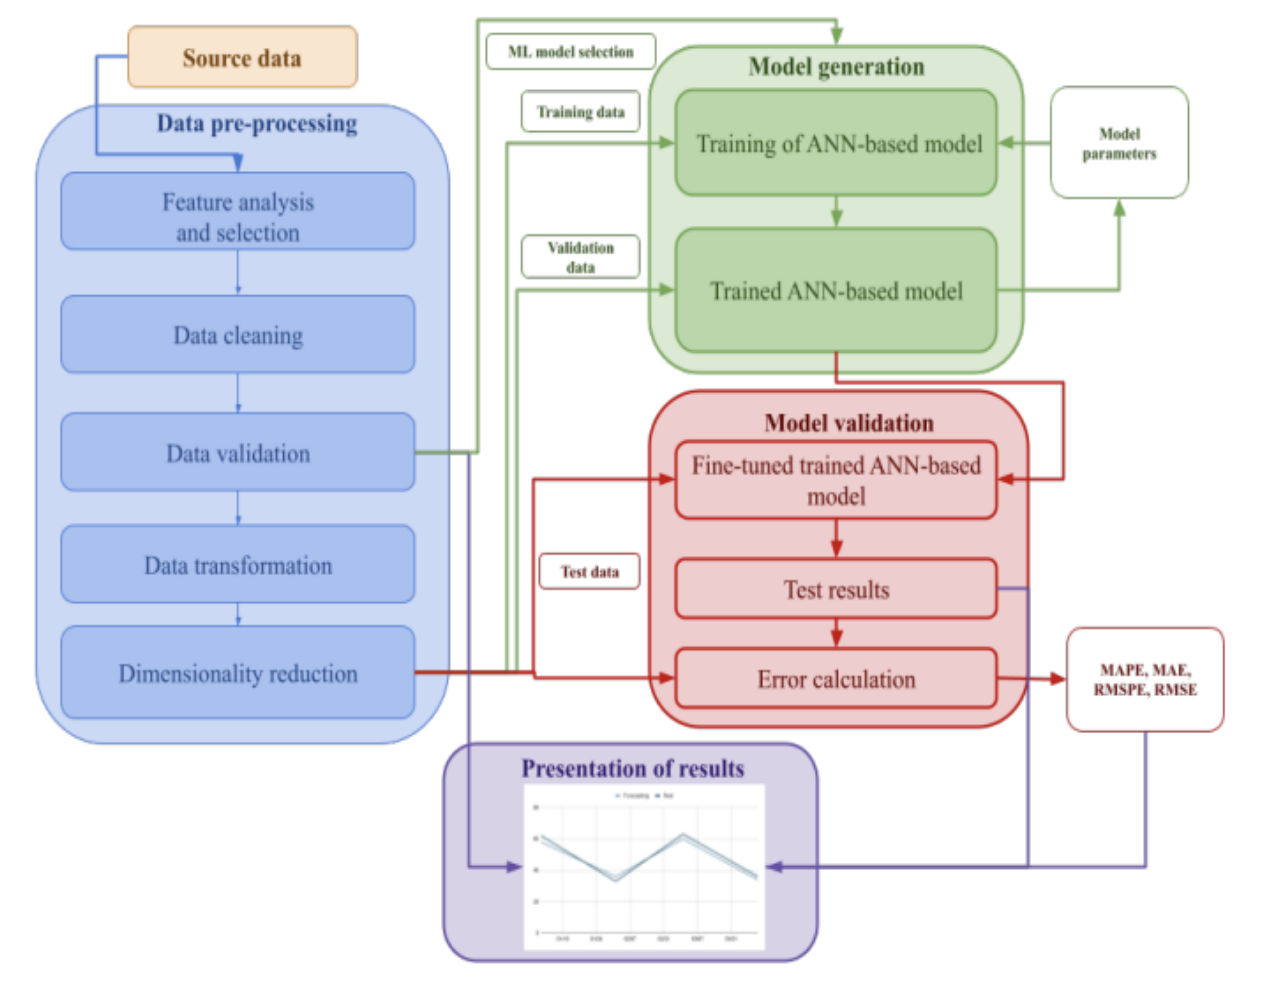 Source data
Data pre-processing
Feature analysis
and selection
Data cleaning
Data validation
Data transformation
Dimensionality reduction
ML model selection
Training data
Validation
data
Test data
Model generation
Training of ANN-based model
Trained ANN-based model
Model
parameters
Model validation
Fine-tuned trained ANN-based
model
Test results
Error calculation
MAPE, MAE,
RMSPE, RMSE
Presentation of results
Forecasting